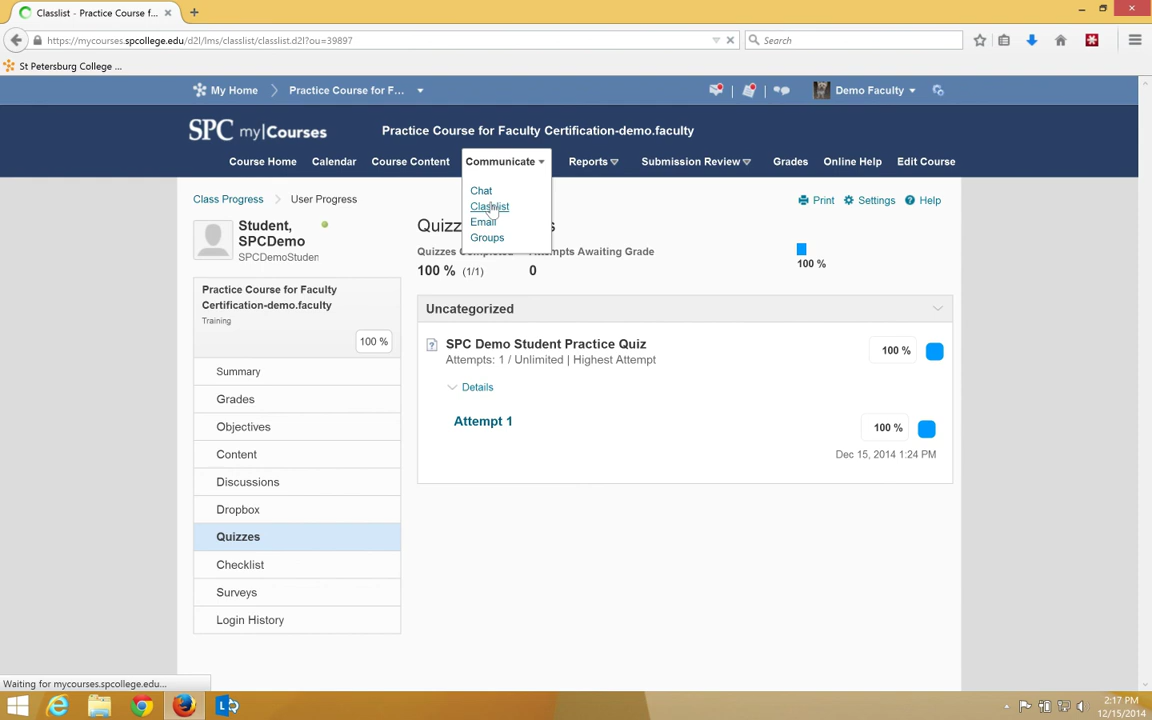 Classlist - Practice Course for f...
https://mycourses.spcollege.edu/d2l/lms/classlist/classlist.d2l?ou=39897
Search
St Petersburg College ...
My Home
Practice Course for F...
Demo Faculty
SPC my|Courses
Practice Course for Faculty Certification-demo.faculty
Course Home
Calendar
Course Content
Communicate
Reports
Submission Review
Grades
Online Help
Edit Course
Chat
Classlist
Email
Groups
Class Progress
User Progress
Print
Settings
Help
Student,
SPCDemo
SPCDemoStuden
Practice Course for Faculty
Certification-demo.faculty
Training
100 %
Summary
Grades
Objectives
Content
Discussions
Dropbox
Quizzes
Checklist
Surveys
Login History
Quizz
s
Quizzes Completed
Attempts Awaiting Grade
100 % (1/1)
0
100 %
Uncategorized
SPC Demo Student Practice Quiz
Attempts: 1 / Unlimited | Highest Attempt
100 %
Details
Attempt 1
100 %
Dec 15, 2014 1:24 PM
Waiting for mycourses.spcollege.edu...
2:17 PM
12/15/2014